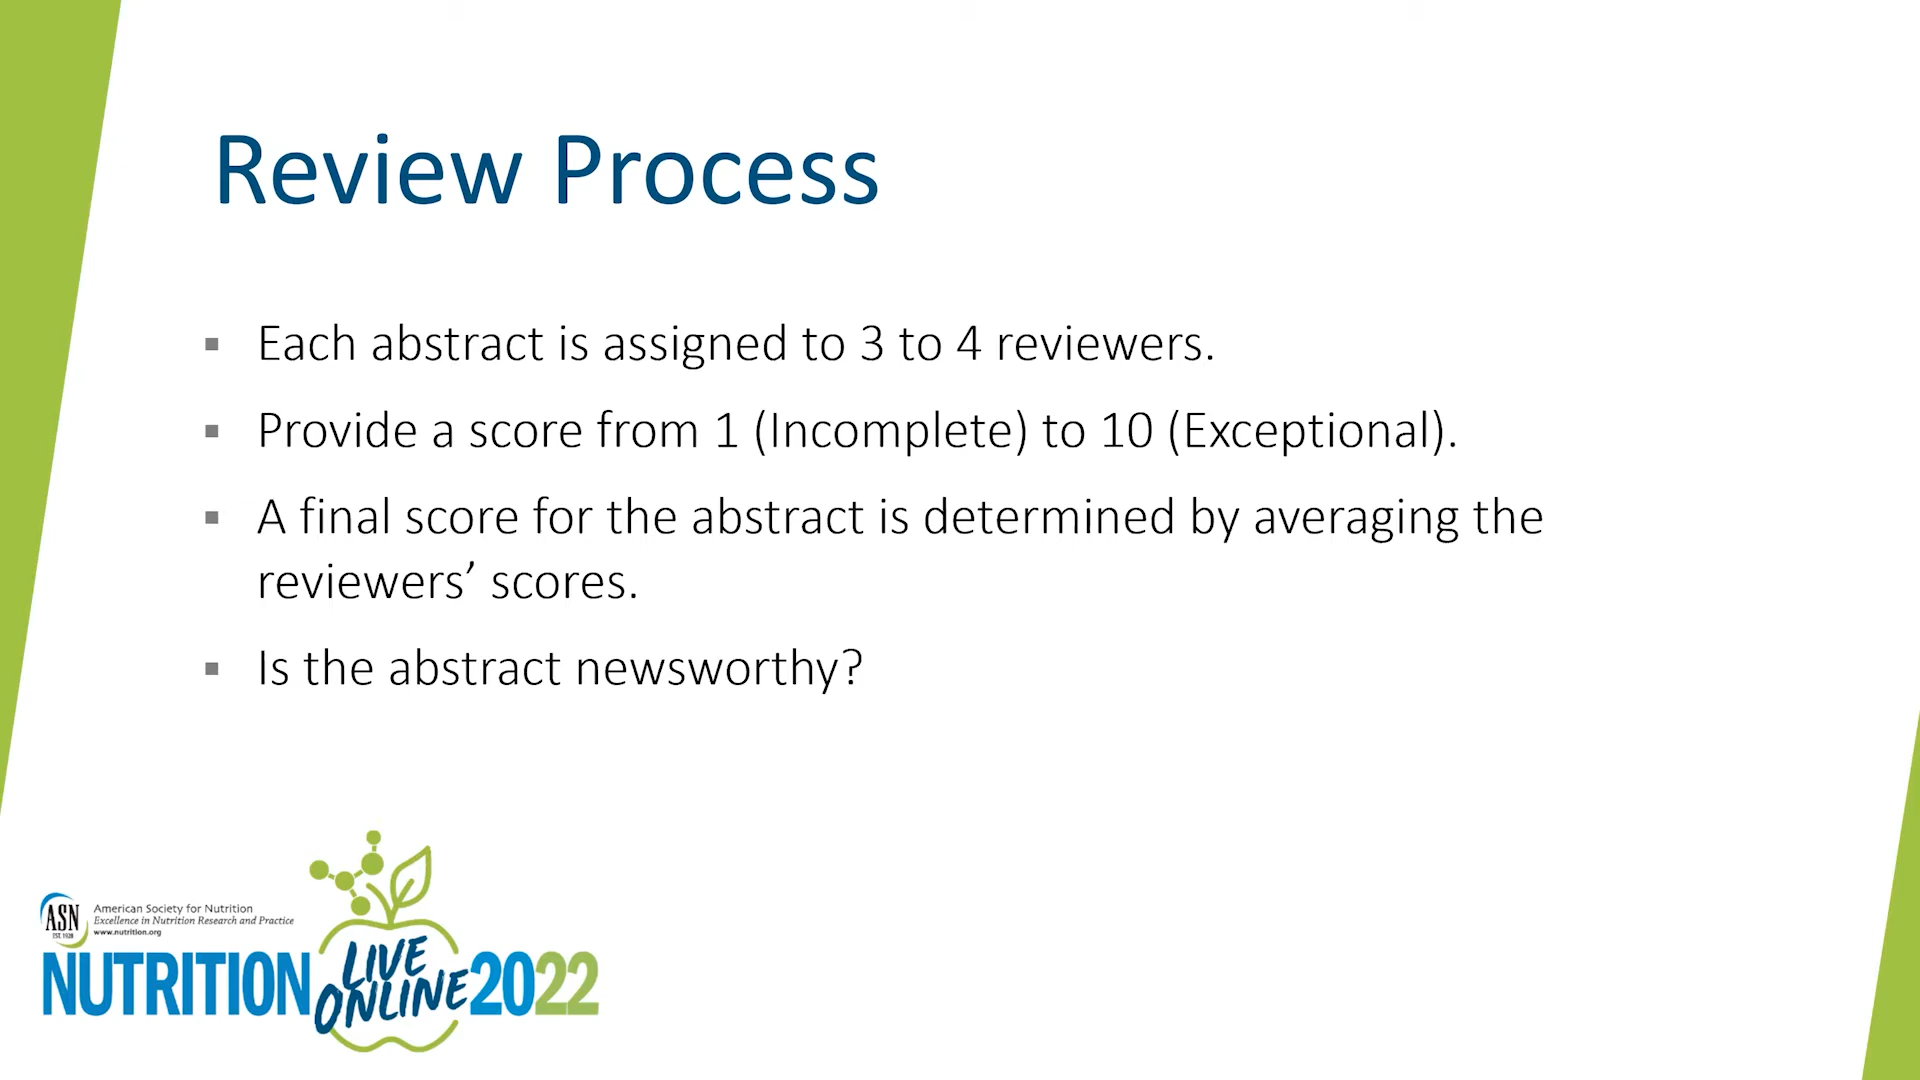 Review Process
▪ Each abstract is assigned to 3 to 4 reviewers.
▪ Provide a score from 1 (Incomplete) to 10 (Exceptional).
▪ A final score for the abstract is determined by averaging the
reviewers’ scores.
▪ Is the abstract newsworthy?
ASN
EST. 1928
American Society for Nutrition
Excellence in Nutrition Research and Practice
www.nutrition.org
NUTRITION LIVE ONLINE 2022